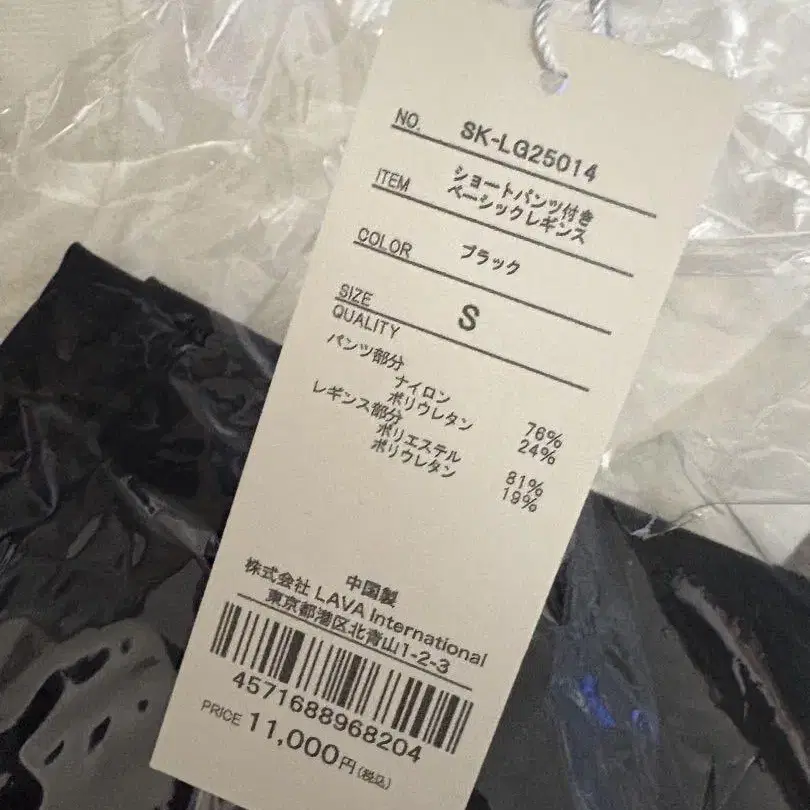 NO. SK-LG25014
ITEM ショートパンツ付き
ベーシックレギンス
COLOR ブラック
SIZE S
QUALITY
パンツ部分
ナイロン 76%
ポリウレタン 24%
レギンス部分
ポリエステル 81%
ポリウレタン 19%
中国製
株式会社 LAVA International
東京都港区北青山1-2-3
4571688968204
PRICE 11,000円(税込)